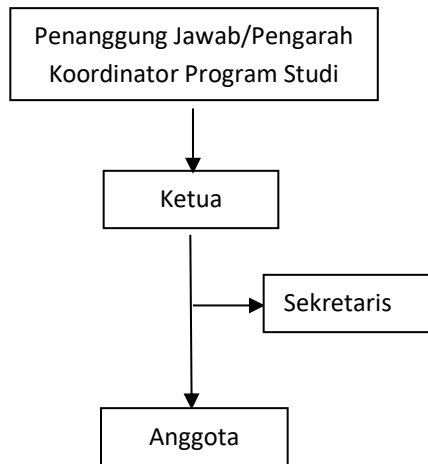 Penanggung Jawab/Pengarah
Koordinator Program Studi
Ketua
Sekretaris
Anggota